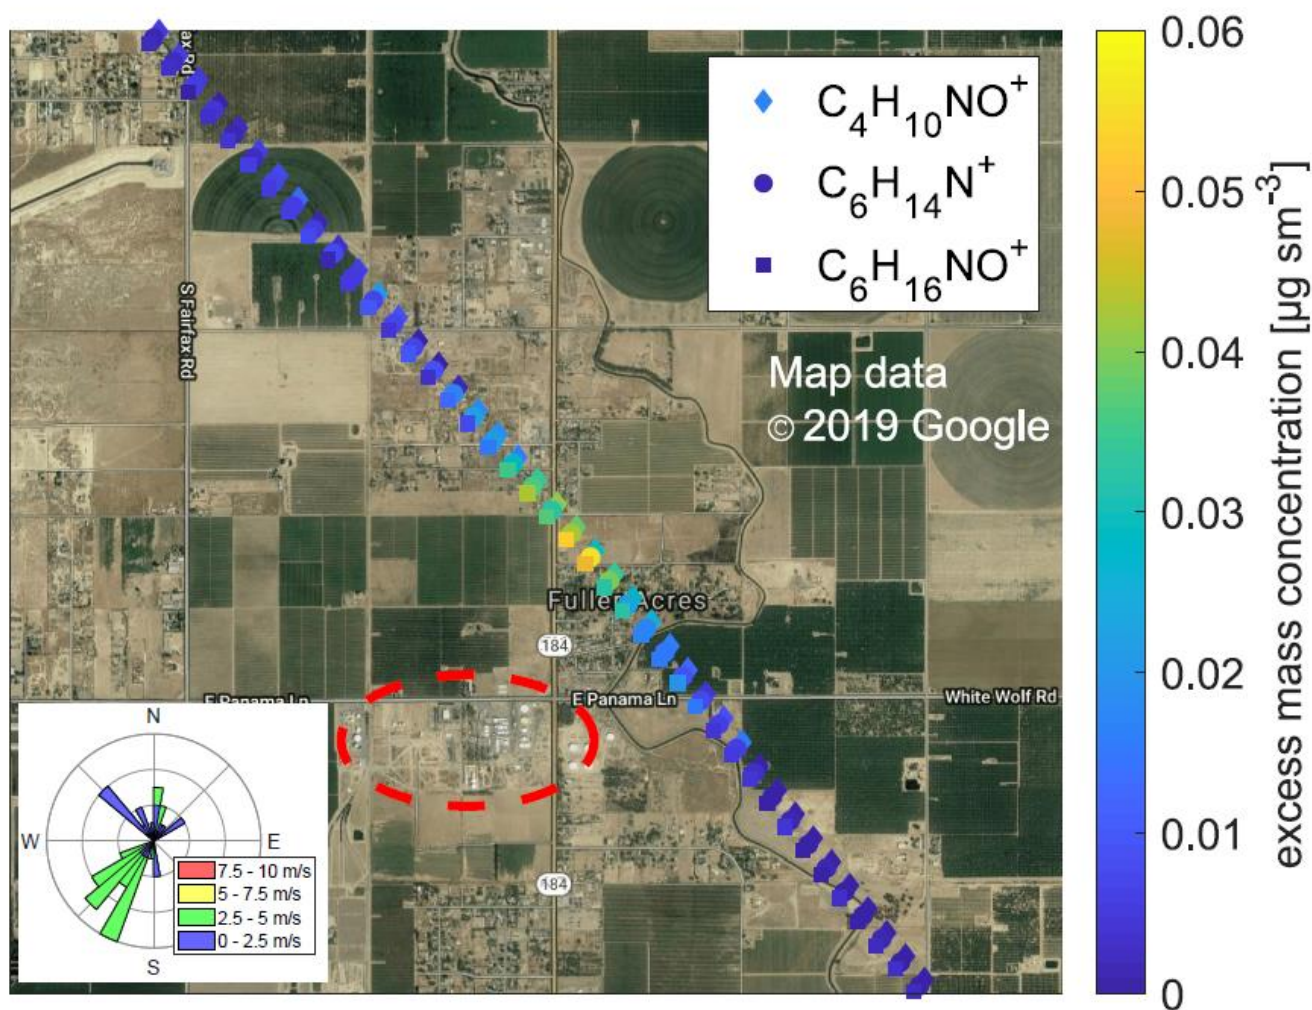 ax Rd
S Fairfax Rd
C₄H₁₀NO⁺
C₆H₁₄N⁺
C₆H₁₆NO⁺
Map data
© 2019 Google
Fuller Acres
184
E Panama Ln
E Panama Ln
White Wolf Rd
184
N
W
E
S
7.5 - 10 m/s
5 - 7.5 m/s
2.5 - 5 m/s
0 - 2.5 m/s
0.06
0.05
0.04
0.03
0.02
0.01
0
excess mass concentration [µg sm⁻³]